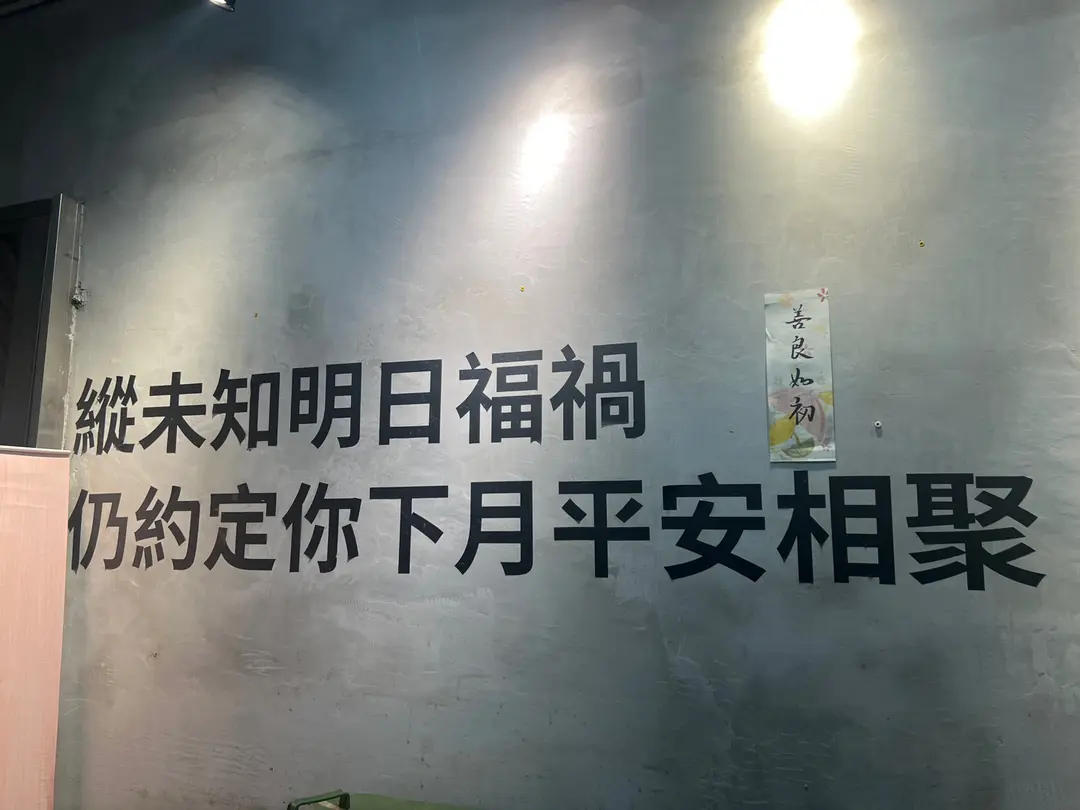 縱未知明日福禍
仍約定你下月平安相聚
善良如初